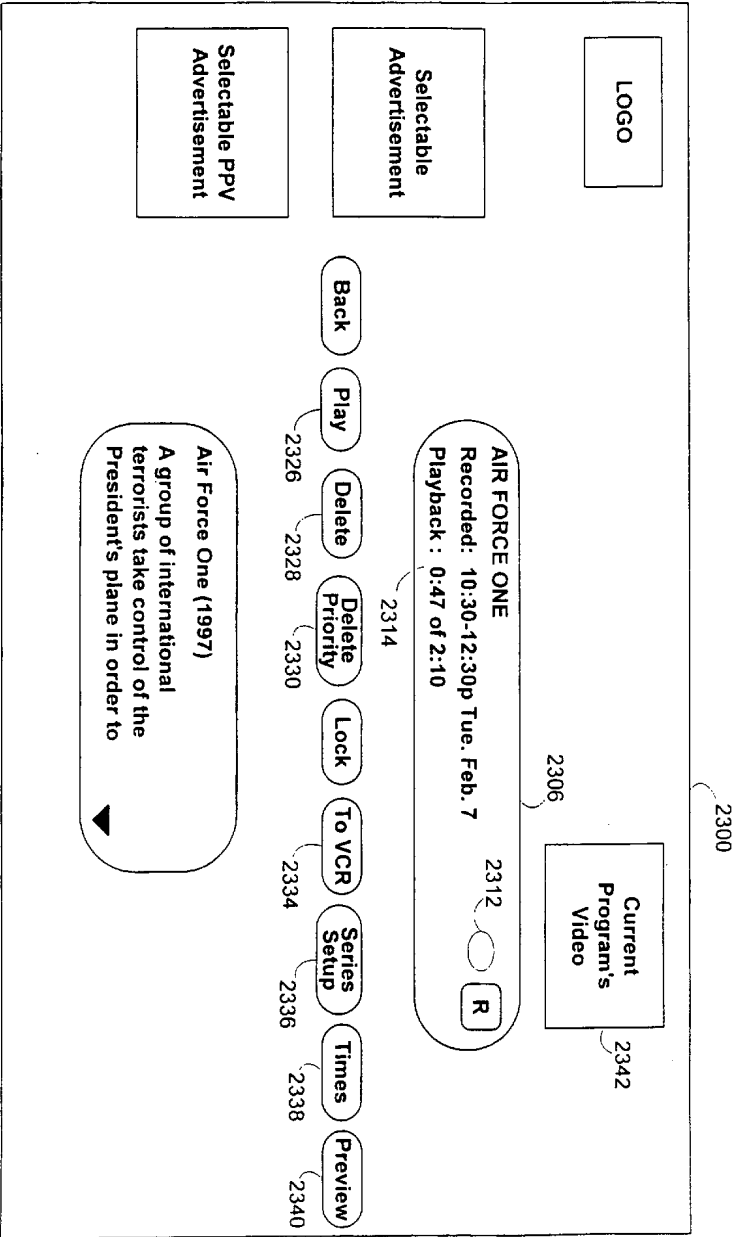 2300
LOGO
Current
Program's
Video
2342
2306
2312
AIR FORCE ONE
R
Recorded: 10:30-12:30p Tue. Feb. 7
Playback : 0:47 of 2:10
2314
Selectable
Advertisement
Back
Play
Delete
Delete
Priority
Lock
To VCR
Series
Setup
Times
Preview
2326
2328
2330
2334
2336
2338
2340
Selectable PPV
Advertisement
Air Force One (1997)
A group of international
terrorists take control of the
President's plane in order to